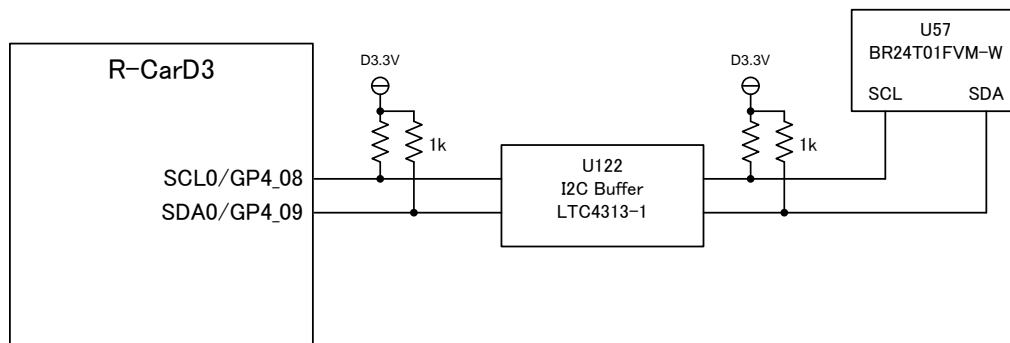 R-CarD3
SCL0/GP4_08
SDA0/GP4_09
D3.3V
1k
U122
I2C Buffer
LTC4313-1
D3.3V
1k
U57
BR24T01FVM-W
SCL SDA